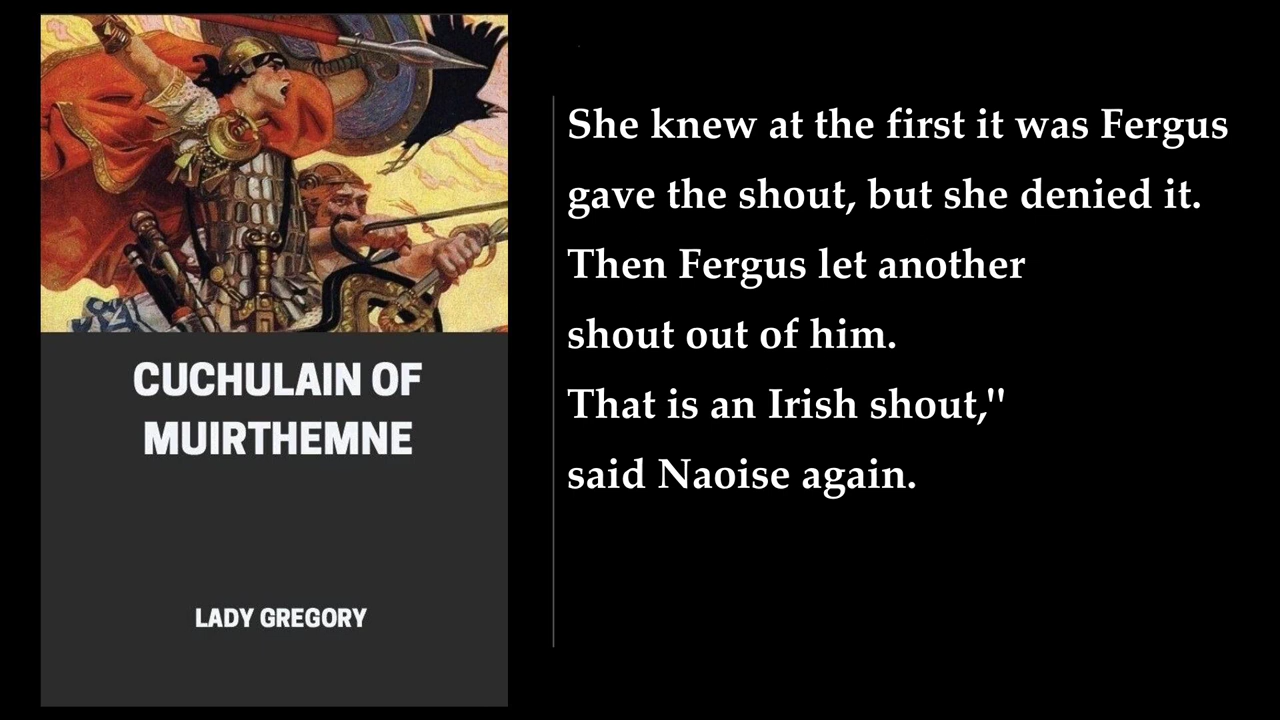 CUCHULAIN OF
MUIRTHEMNE
LADY GREGORY
She knew at the first it was Fergus
gave the shout, but she denied it.
Then Fergus let another
shout out of him.
That is an Irish shout,"
said Naoise again.